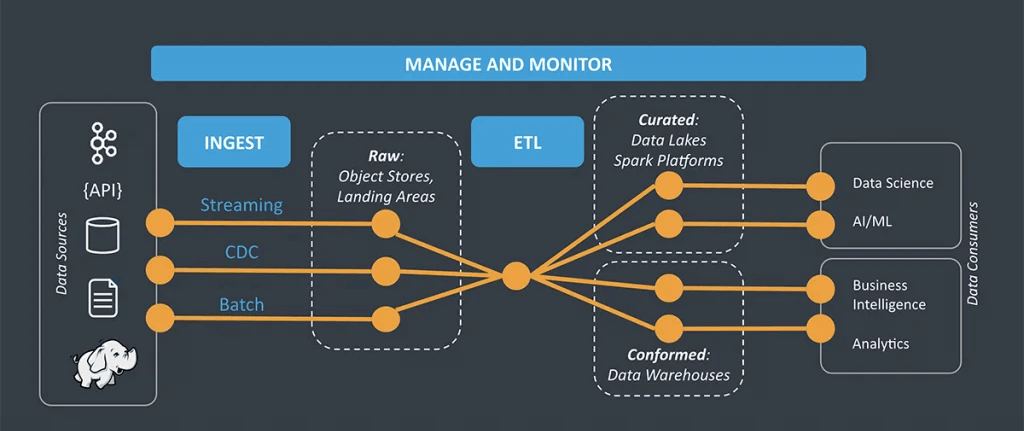 MANAGE AND MONITOR
Data Sources
{API}
INGEST
Streaming
CDC
Batch
Raw:
Object Stores,
Landing Areas
ETL
Curated:
Data Lakes
Spark Platforms
Conformed:
Data Warehouses
Data Science
AI/ML
Business
Intelligence
Analytics
Data Consumers